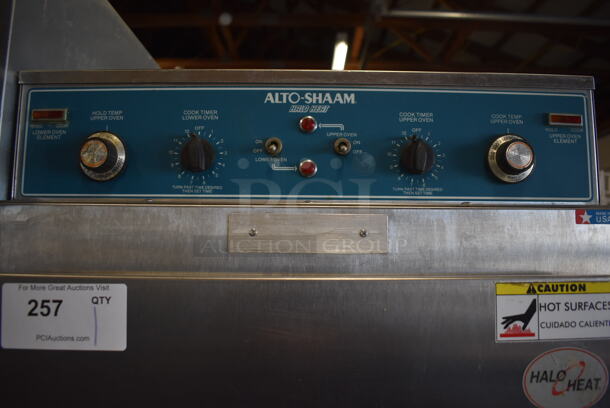 ALTO-SHAAM
HALO HEAT
HOLD TEMP
UPPER OVEN
COOK TIMER
LOWER OVEN
COOK TIMER
UPPER OVEN
COOK TEMP
UPPER OVEN
LOWER OVEN
ELEMENT
OFF
TURN PAST TIME DESIRED
THEN SET TIME
ON
OFF
LOWER OVEN
UPPER OVEN
ON
OFF
OFF
TURN PAST TIME DESIRED
THEN SET TIME
HOLD COOK
UPPER OVEN
ELEMENT
PCI
AUCTION GROUP
USA
For More Great Auctions Visit
257
QTY
1
PCIAuctions.com
CAUTION
HOT SURFACES
CUIDADO CALIENTE
HALO HEAT